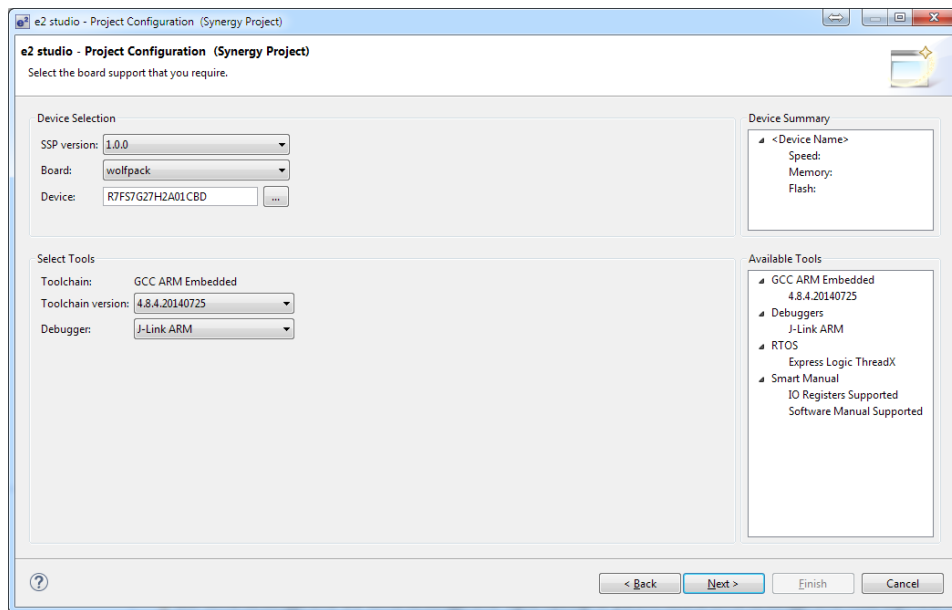 e2 studio - Project Configuration (Synergy Project)
e2 studio - Project Configuration (Synergy Project)
Select the board support that you require.
Device Selection
SSP version: 1.0.0
Board: wolfpack
Device: R7FS7G27H2A01CBD ...
Device Summary
<Device Name>
Speed:
Memory:
Flash:
Select Tools
Toolchain: GCC ARM Embedded
Toolchain version: 4.8.4.20140725
Debugger: J-Link ARM
Available Tools
GCC ARM Embedded
4.8.4.20140725
Debuggers
J-Link ARM
RTOS
Express Logic ThreadX
Smart Manual
IO Registers Supported
Software Manual Supported
? < Back Next > Finish Cancel